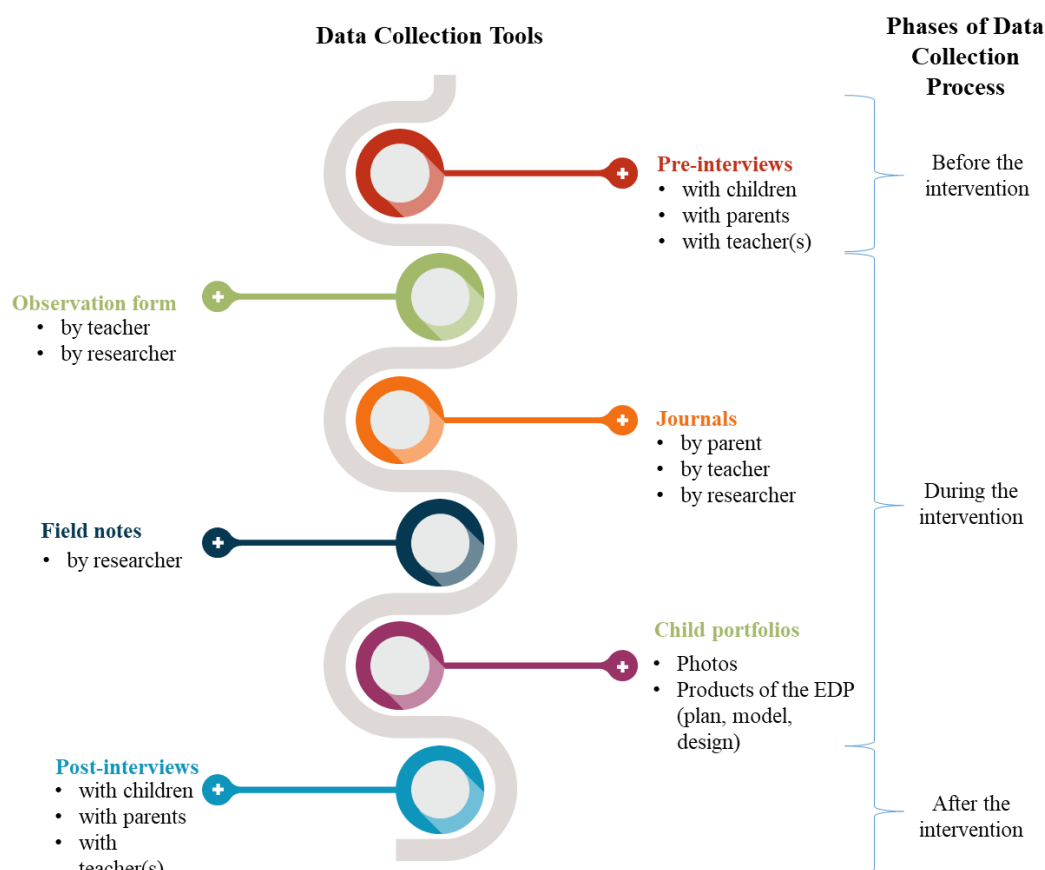 Data Collection Tools
Phases of Data
Collection
Process
Pre-interviews
• with children
• with parents
• with teacher(s)
Before the
intervention
Observation form
• by teacher
• by researcher
Journals
• by parent
• by teacher
• by researcher
During the
intervention
Field notes
• by researcher
Child portfolios
• Photos
• Products of the EDP
(plan, model,
design)
Post-interviews
• with children
• with parents
• with
teacher(s)
After the
intervention